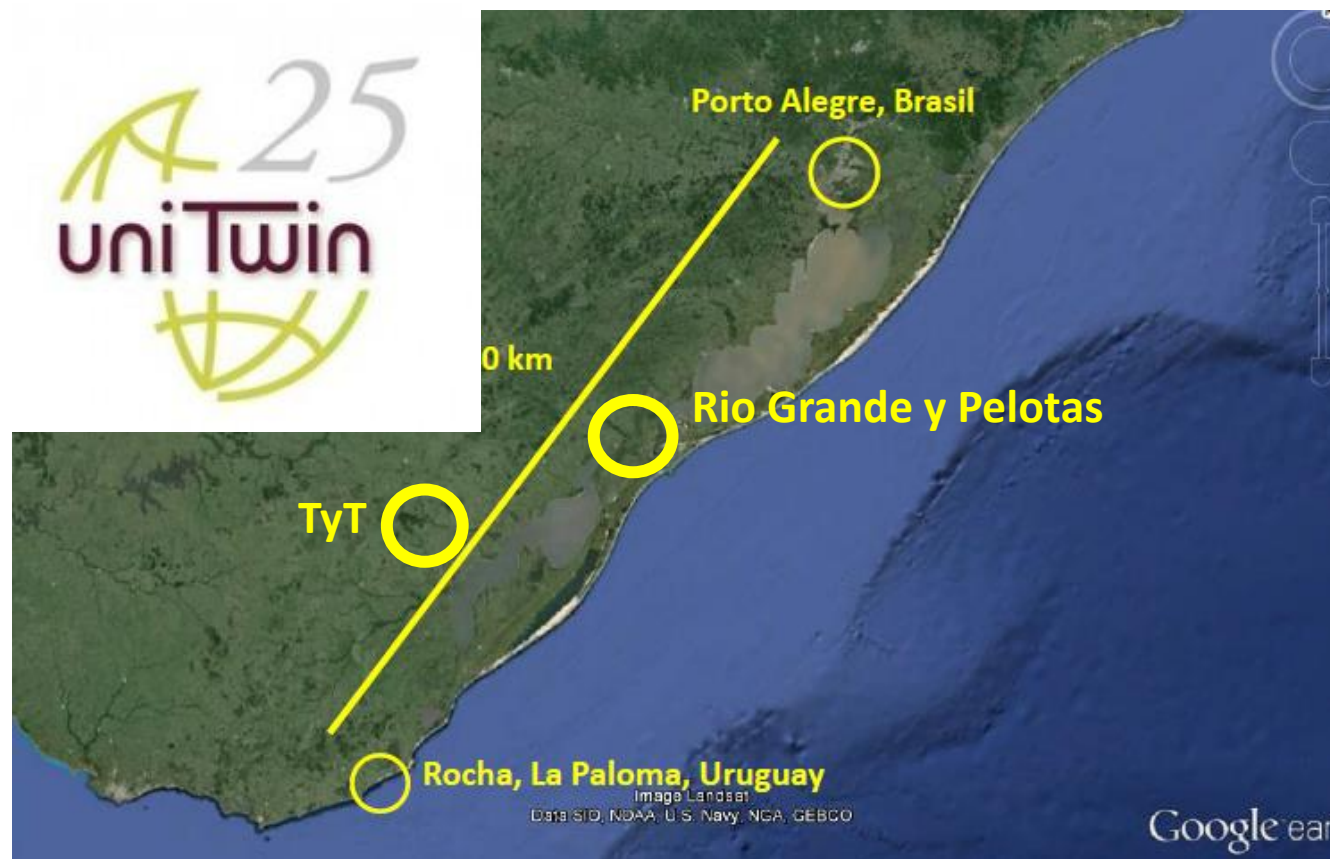 25
uniTwin
Porto Alegre, Brasil
0 km
Rio Grande y Pelotas
TyT
Rocha, La Paloma, Uruguay
Image Landsat
Data SIO, NOAA, U.S. Navy, NGA, GEBCO
Google ear